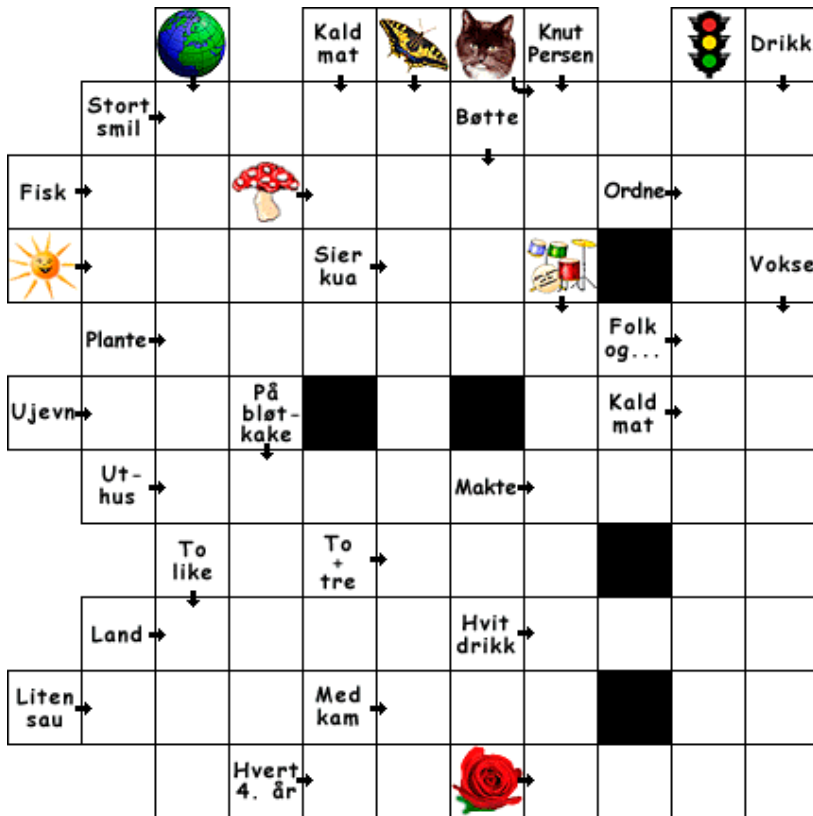 Kald
mat
Knut
Persen
Drikk
Stort
smil
Bøtte
Fisk
Ordne
Sier
kua
Vokse
Plante
Folk
og...
Ujevn
På
bløt-
kake
Kald
mat
Ut-
hus
Makte
To
like
To
+
tre
Land
Hvit
drikk
Liten
sau
Med
kam
Hvert
4. år